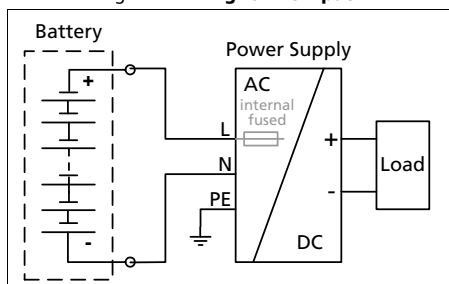 Battery
Power Supply
+
AC
internal
fused
L
+
Load
N
-
PE
-
DC